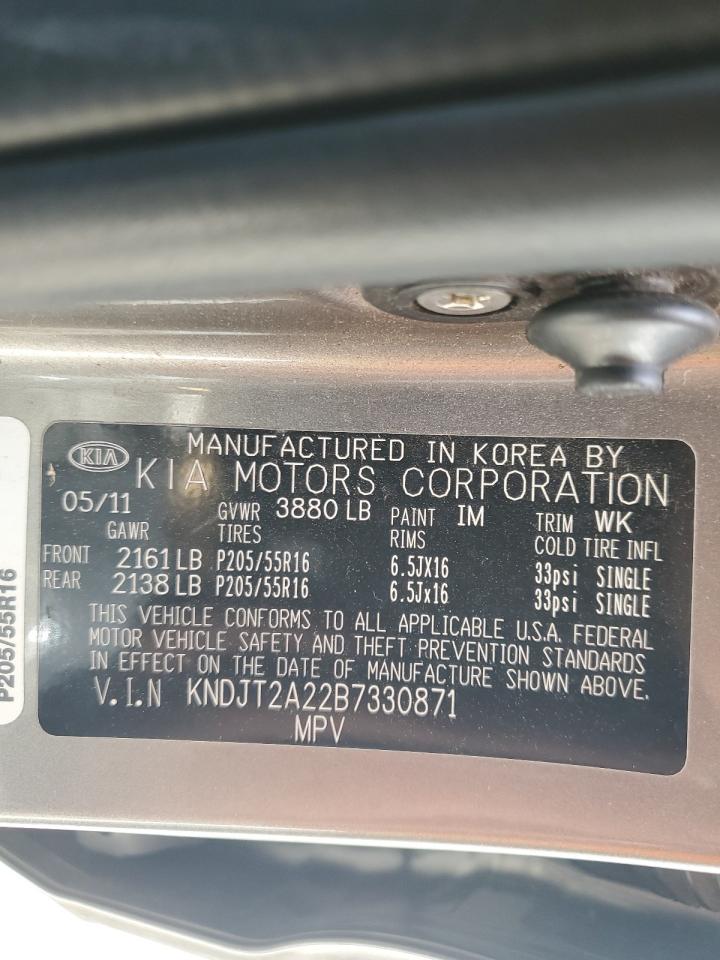 KIA
MANUFACTURED IN KOREA BY
KIA MOTORS CORPORATION
05/11 GVWR 3880 LB PAINT IM TRIM WK
GAWR TIRES RIMS COLD TIRE INFL
FRONT 2161 LB P205/55R16 6.5JX16 33psi SINGLE
REAR 2138 LB P205/55R16 6.5Jx16 33psi SINGLE
THIS VEHICLE CONFORMS TO ALL APPLICABLE U.S.A. FEDERAL
MOTOR VEHICLE SAFETY AND THEFT PREVENTION STANDARDS
IN EFFECT ON THE DATE OF MANUFACTURE SHOWN ABOVE.
V.I.N KNDJT2A22B7330871
MPV
P205/55R16